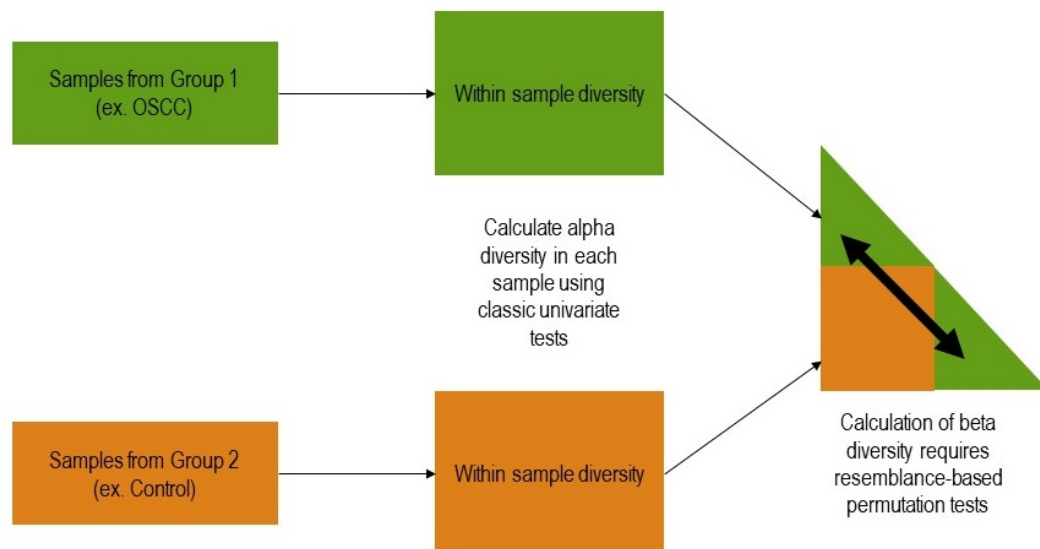 Samples from Group 1
(ex. OSCC)
Within sample diversity
Calculate alpha
diversity in each
sample using
classic univariate
tests
Samples from Group 2
(ex. Control)
Within sample diversity
Calculation of beta
diversity requires
resemblance-based
permutation tests